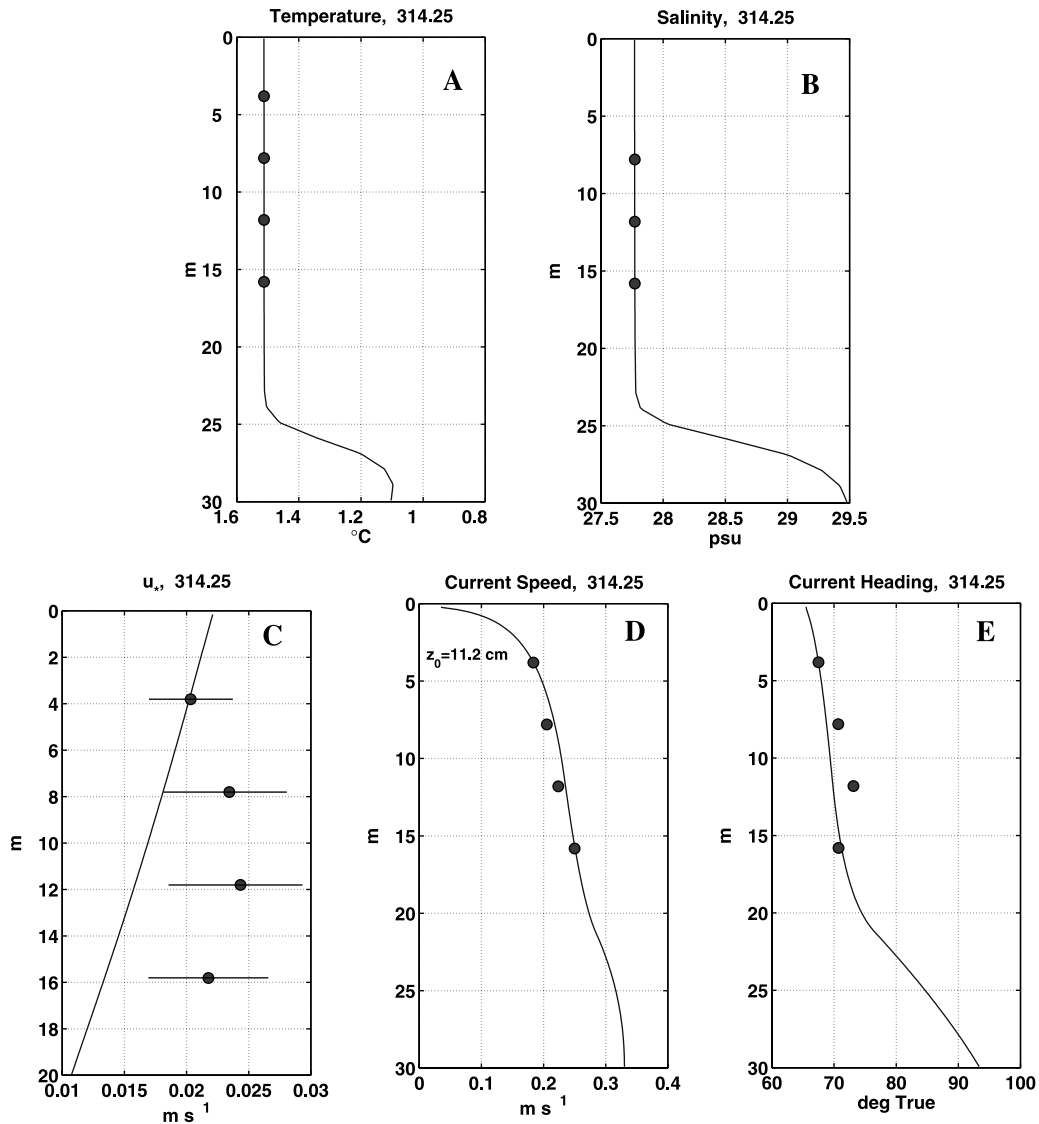 Temperature, 314.25
A
0
5
10
15
20
25
30
m
1.6 1.4 1.2 1 0.8
°C
Salinity, 314.25
B
0
5
10
15
20
25
30
m
27.5 28 28.5 29 29.5
psu
u*, 314.25
C
0
2
4
6
8
10
12
14
16
18
20
m
0.01 0.015 0.02 0.025 0.03
m s 1
Current Speed, 314.25
D
z0=11.2 cm
0
5
10
15
20
25
30
m
0 0.1 0.2 0.3 0.4
m s 1
Current Heading, 314.25
E
0
5
10
15
20
25
30
m
60 70 80 90 100
deg True